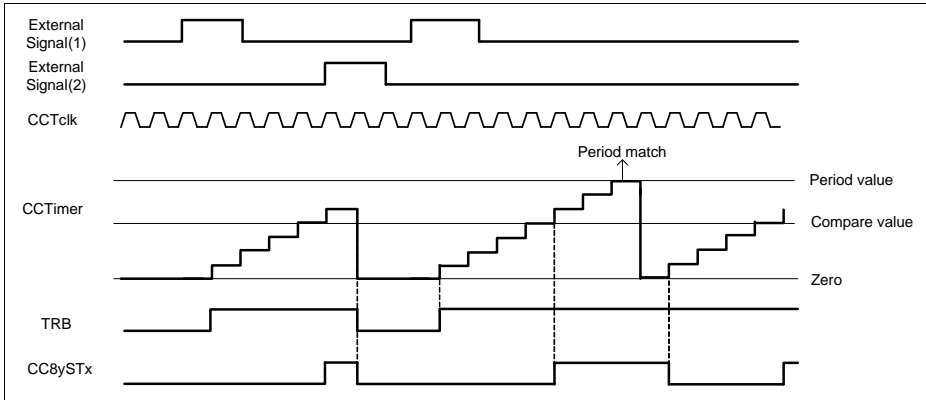 External
Signal(1)
External
Signal(2)
CCTclk
Period match
Period value
CCTimer
Compare value
Zero
TRB
CC8ySTx